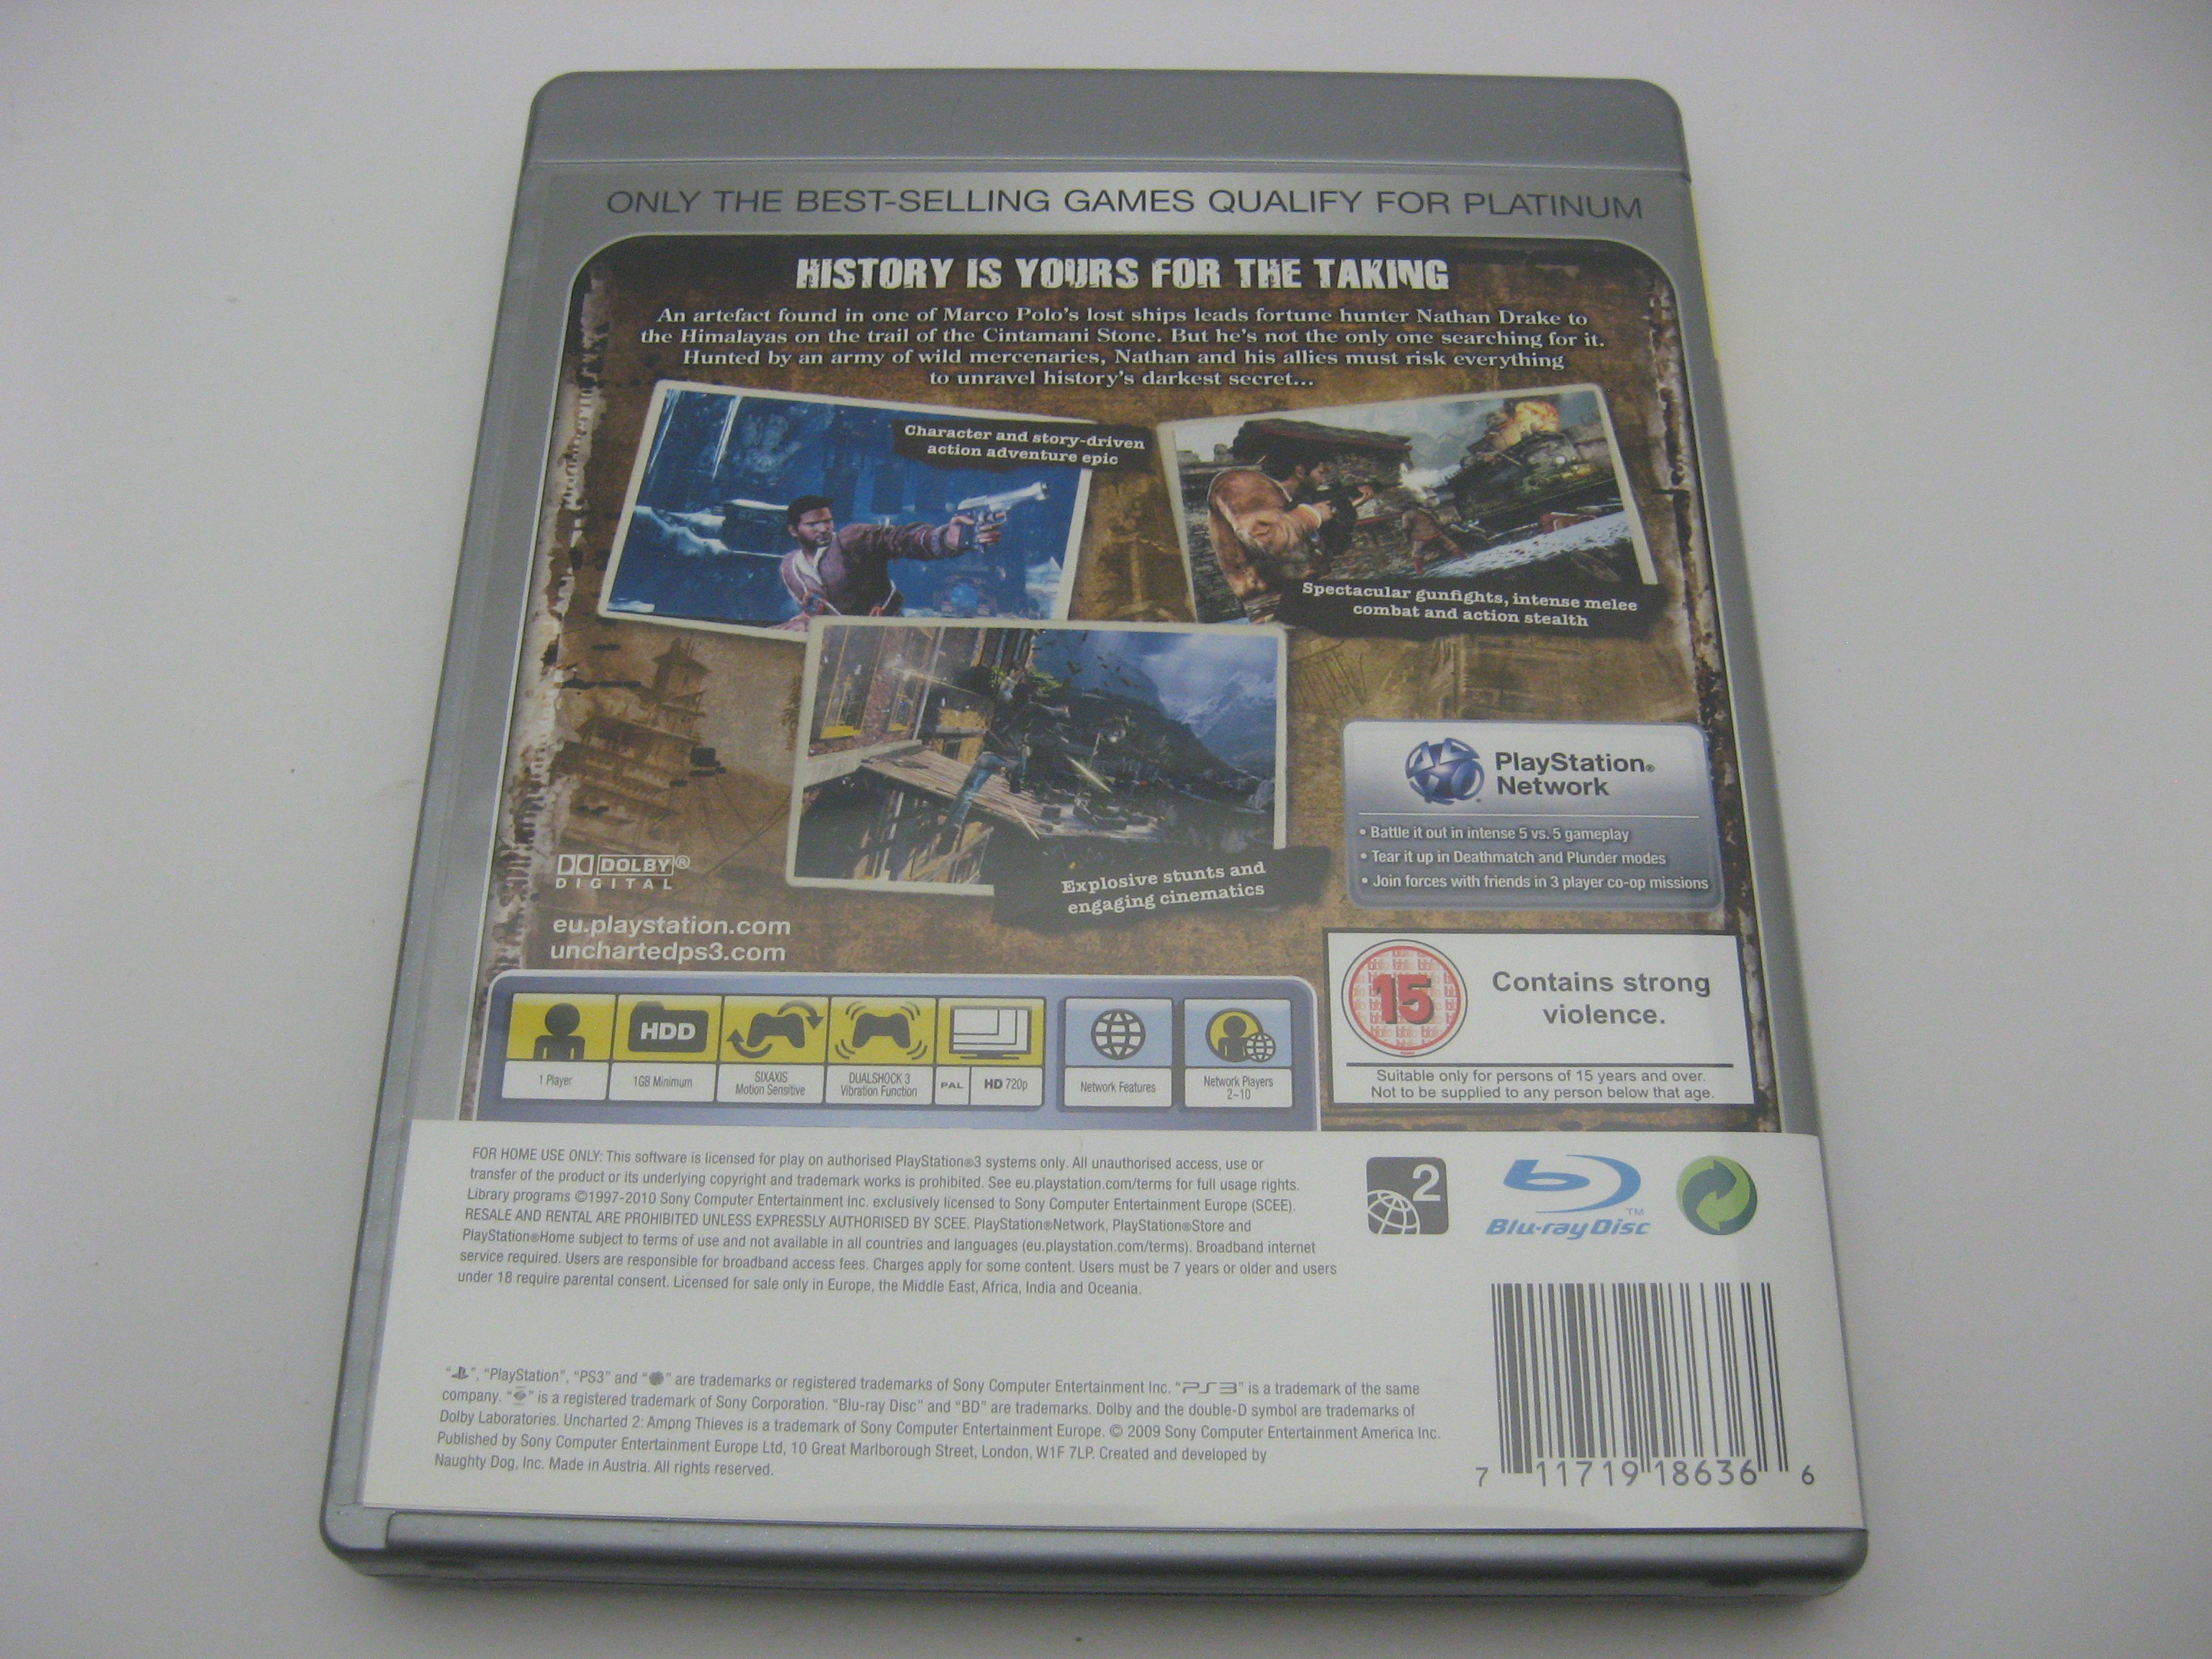 ONLY THE BEST-SELLING GAMES QUALIFY FOR PLATINUM
HISTORY IS YOURS FOR THE TAKING
An artefact found in one of Marco Polo's lost ships leads fortune hunter Nathan Drake to
the Himalayas on the trail of the Cintamani Stone. But he's not the only one searching for it.
Hunted by an army of wild mercenaries, Nathan and his allies must risk everything
to unravel history's darkest secret...
Character and story-driven
action adventure epic
Spectacular gunfights, intense melee
combat and action stealth
Explosive stunts and
engaging cinematics
PlayStation®
Network
• Battle it out in intense 5 vs. 5 gameplay
• Tear it up in Deathmatch and Plunder modes
• Join forces with friends in 3 player co-op missions
DOLBY®
DIGITAL
eu.playstation.com
unchartedps3.com
HDD
1 Player
1GB Minimum
SIXAXIS
Motion Sensitive
DUALSHOCK 3
Vibration Function
PAL
HD 720p
Network Features
Network Players
2-10
15
Contains strong
violence.
Suitable only for persons of 15 years and over.
Not to be supplied to any person below that age.
FOR HOME USE ONLY: This software is licensed for play on authorised PlayStation®3 systems only. All unauthorised access, use or
transfer of the product or its underlying copyright and trademark works is prohibited. See eu.playstation.com/terms for full usage rights.
Library programs ©1997-2010 Sony Computer Entertainment Inc. exclusively licensed to Sony Computer Entertainment Europe (SCEE).
RESALE AND RENTAL ARE PROHIBITED UNLESS EXPRESSLY AUTHORISED BY SCEE. PlayStation®Network, PlayStation®Store and
PlayStation®Home subject to terms of use and not available in all countries and languages (eu.playstation.com/terms). Broadband internet
service required. Users are responsible for broadband access fees. Charges apply for some content. Users must be 7 years or older and users
under 18 require parental consent. Licensed for sale only in Europe, the Middle East, Africa, India and Oceania.
2
Blu-ray Disc™
"", "PlayStation", "PS3" and "" are trademarks or registered trademarks of Sony Computer Entertainment Inc. "PS3" is a trademark of the same
company. "" is a registered trademark of Sony Corporation. "Blu-ray Disc" and "BD" are trademarks. Dolby and the double-D symbol are trademarks of
Dolby Laboratories. Uncharted 2: Among Thieves is a trademark of Sony Computer Entertainment Europe. © 2009 Sony Computer Entertainment America Inc.
Published by Sony Computer Entertainment Europe Ltd, 10 Great Marlborough Street, London, W1F 7LP. Created and developed by
Naughty Dog, Inc. Made in Austria. All rights reserved.
7 11719 18636 6